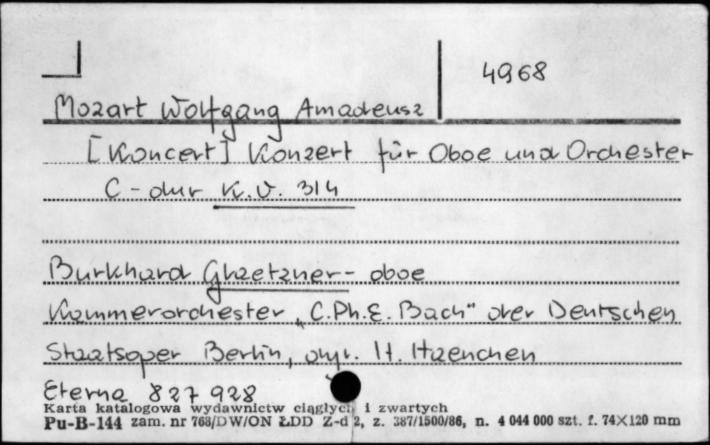 4968
Mozart Wolfgang Amadeusz
[Koncert] Konzert für Oboe und Orchester
C-dur K.V. 314
Burkhard Glaetzner - oboe
Kammerorchester „C.Ph.E. Bach" der Deutschen
Staatsoper Berlin, dyr. H. Haenchen
Eterna 827 928
Karta katalogowa wydawnictw ciągłych i zwartych
Pu-B-144 zam. nr 768/DW/ON ŁDD Z-d 2, z. 387/1500/86, n. 4 044 000 szt. f. 74×120 mm